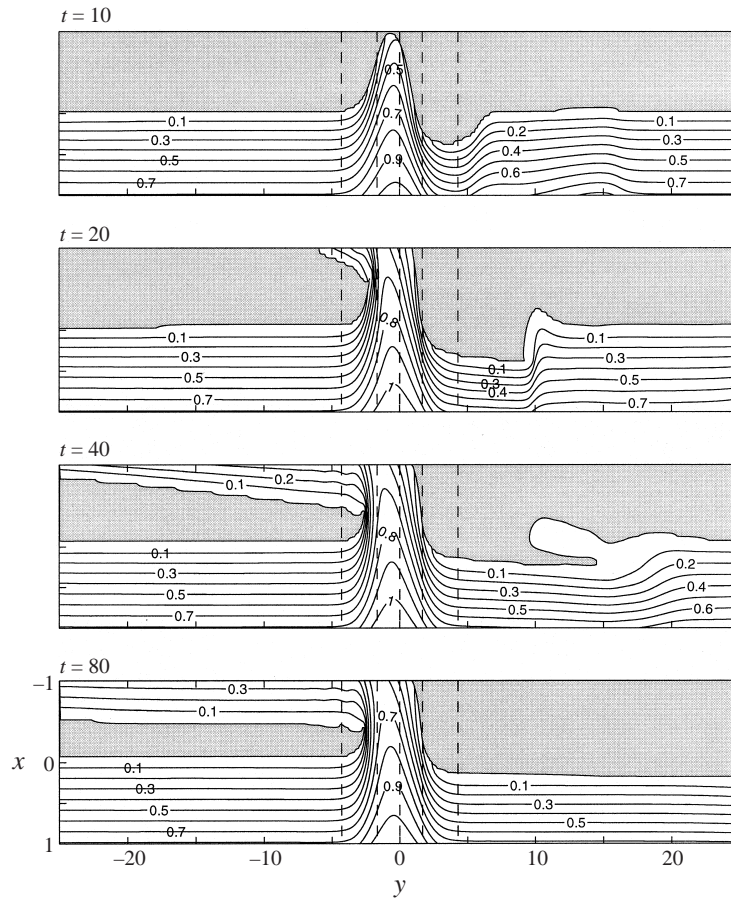 t = 10
0.5
0.1 0.7 0.2 0.1
0.3 0.4 0.3
0.5 0.9 0.6 0.5
0.7 0.7
t = 20
0.1 0.8 0.1
0.3 0.1 0.3
0.5 0.3 0.5
0.7 1 0.4 0.7
t = 40
0.1 0.2
0.1 0.8 0.1 0.2
0.3 0.3 0.4
0.5 1 0.5 0.6
0.7
t = 80
–1 0.3
0.1 0.7
x 0 0.1 0.1
0.3 0.9 0.3
0.5 0.5
0.7
1
–20 –10 0 10 20
y